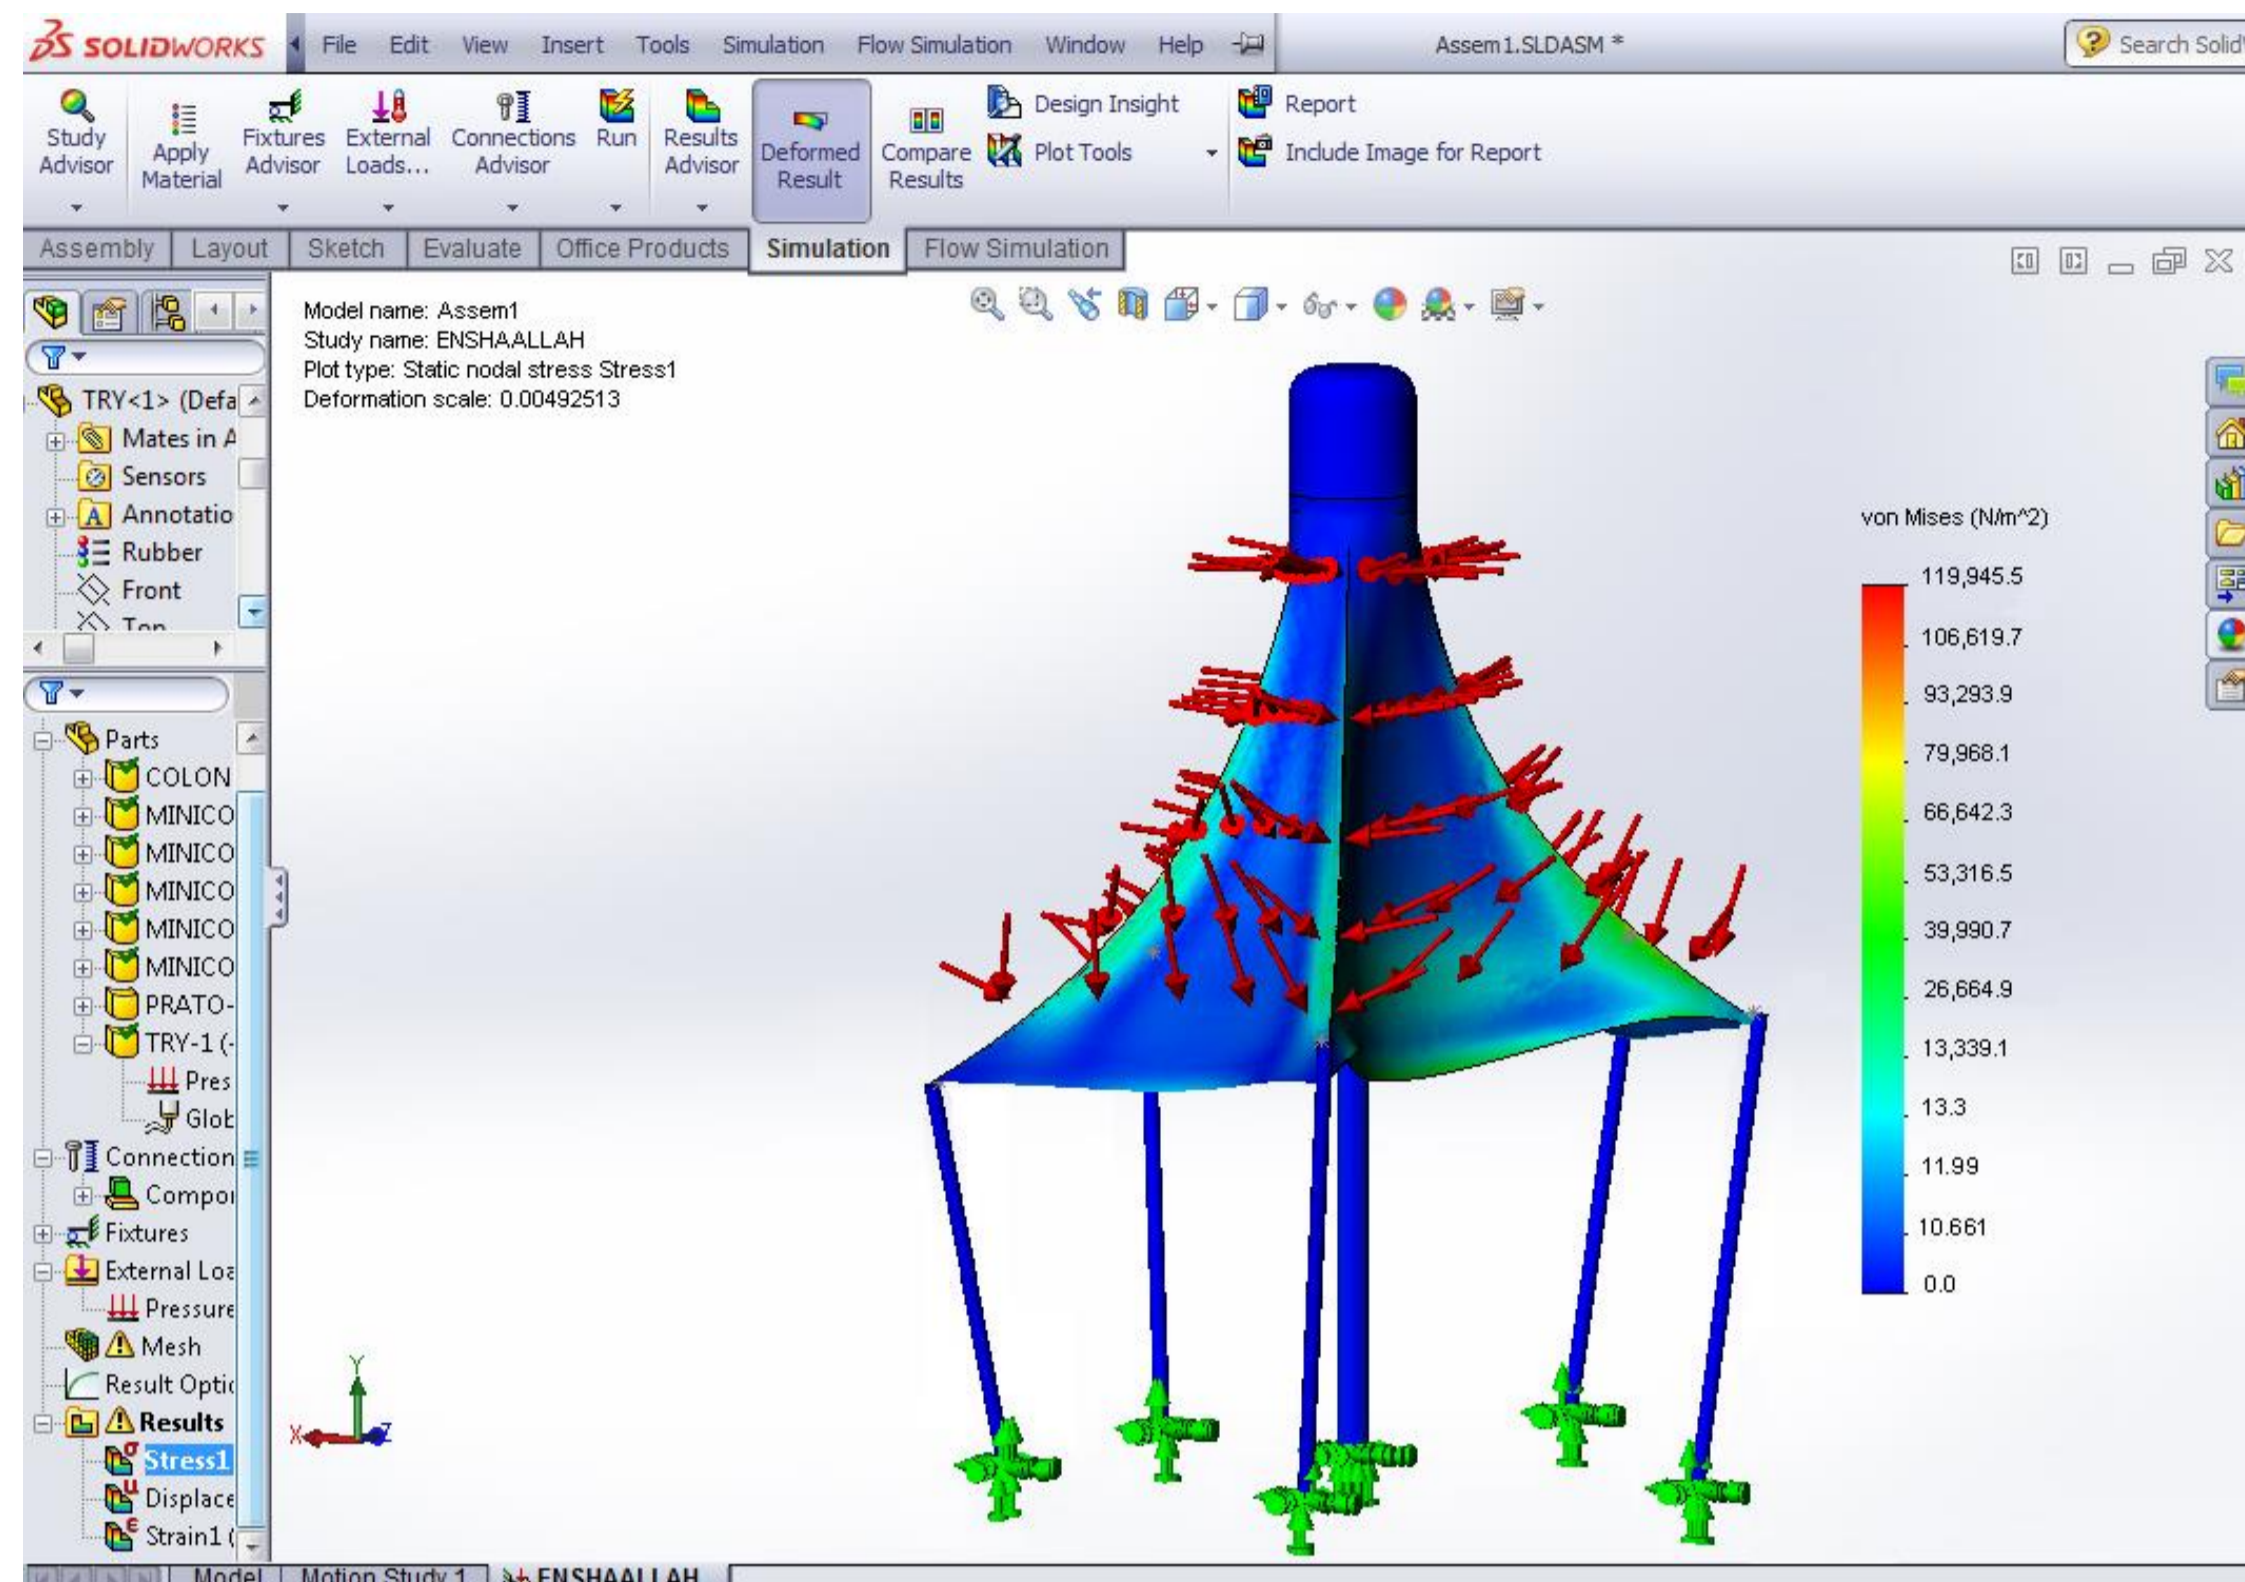 SOLIDWORKS File Edit View Insert Tools Simulation Flow Simulation Window Help Assem1.SLDASM * Search Solid
Study Advisor
Apply Material
Fixtures Advisor
External Loads...
Connections Advisor
Run
Results Advisor
Deformed Result
Compare Results
Design Insight
Plot Tools
Report
Include Image for Report
Assembly Layout Sketch Evaluate Office Products Simulation Flow Simulation
Model name: Assem1
Study name: ENSHAALLAH
Plot type: Static nodal stress Stress1
Deformation scale: 0.00492513
TRY<1> (Defa
Mates in A
Sensors
Annotatio
Rubber
Front
Top
Parts
COLON
MINICO
MINICO
MINICO
MINICO
MINICO
PRATO-
TRY-1 (-
Pres
Glob
Connection
Compor
Fixtures
External Loa
Pressure
Mesh
Result Optic
Results
Stress1
Displace
Strain1 (
von Mises (N/m^2)
119,945.5
106,619.7
93,293.9
79,968.1
66,642.3
53,316.5
39,990.7
26,664.9
13,339.1
13.3
11.99
10.661
0.0
Y
X
Z
Model Motion Study 1 ENSHAALLAH